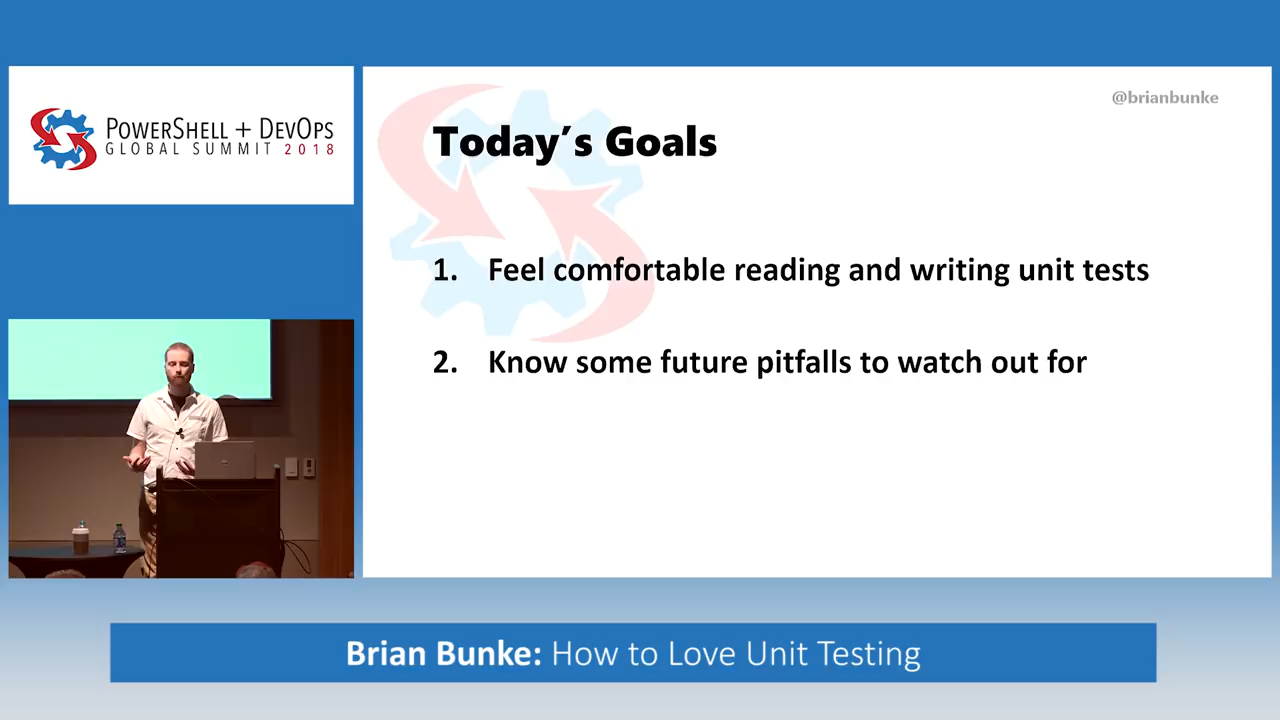 POWERSHELL + DEVOPS
GLOBAL SUMMIT 2018
@brianbunke
Today's Goals
1. Feel comfortable reading and writing unit tests
2. Know some future pitfalls to watch out for
Brian Bunke: How to Love Unit Testing